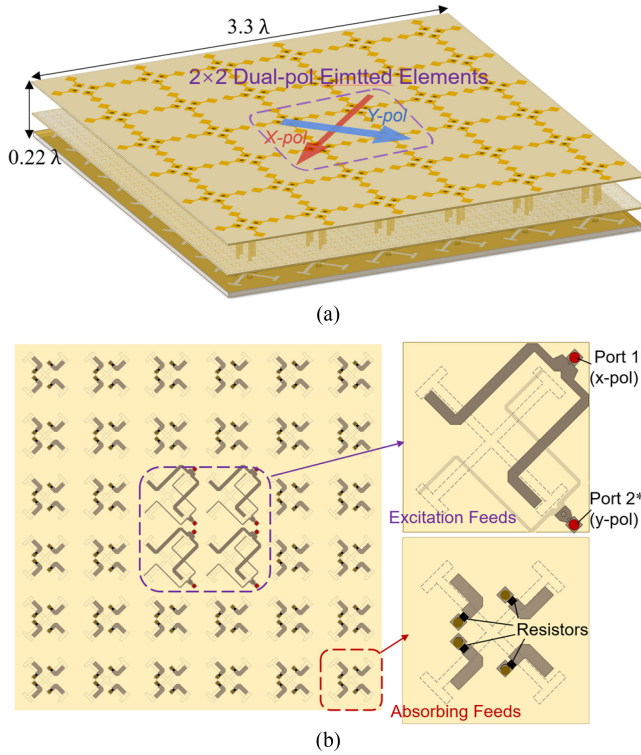 3.3 λ
2×2 Dual-pol Eimtted Elements
Y-pol
X-pol
0.22 λ
(a)
Port 1
(x-pol)
Port 2*
(y-pol)
Excitation Feeds
Resistors
Absorbing Feeds
(b)